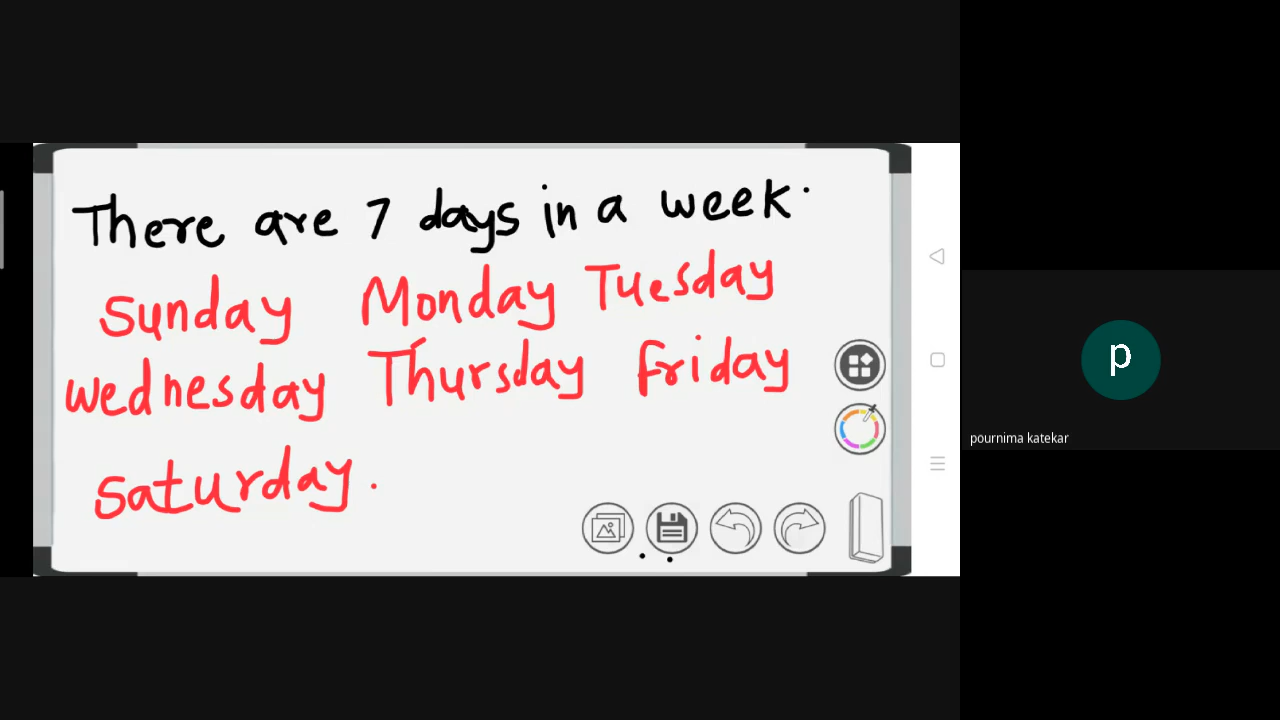 There are 7 days in a week.
Sunday Monday Tuesday
Wednesday Thursday Friday
Saturday.
p
pournima katekar